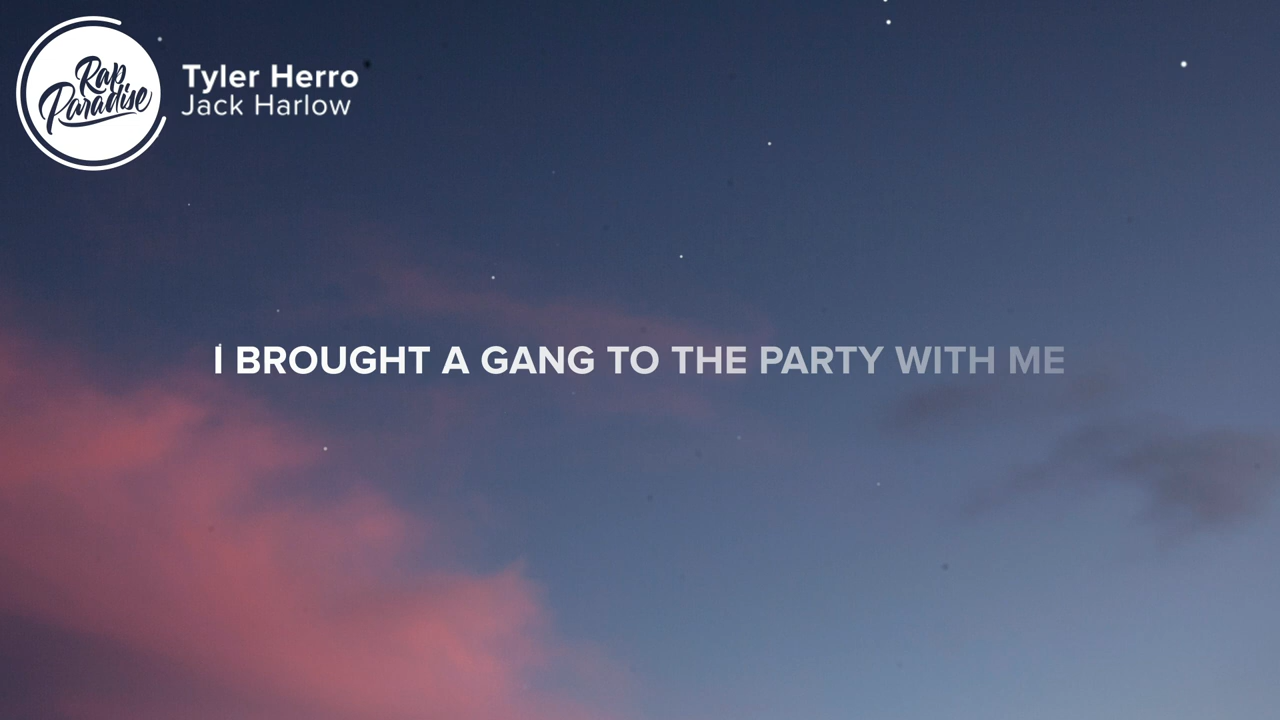 Rap
Paradise
Tyler Herro
Jack Harlow
I BROUGHT A GANG TO THE PARTY WITH ME